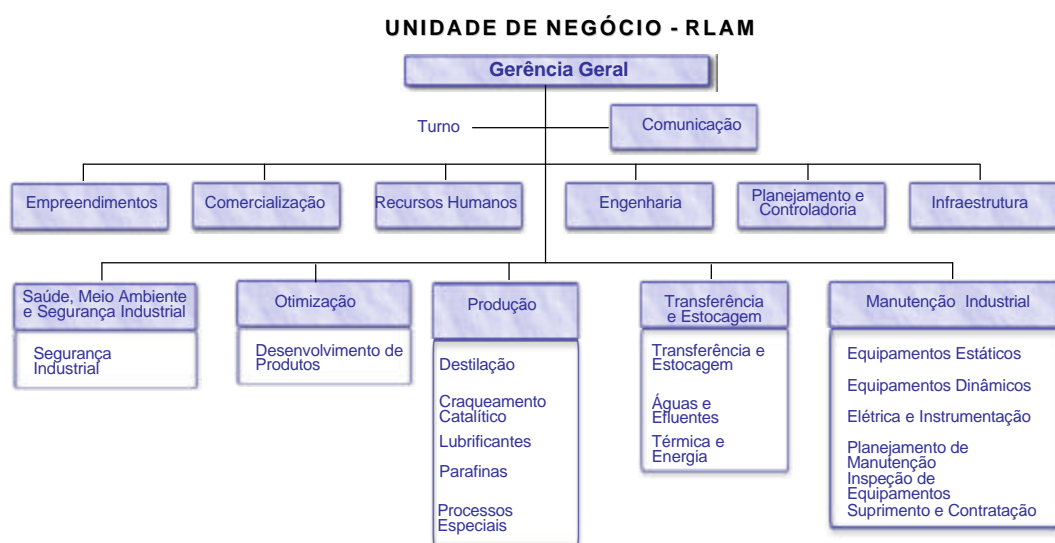 UNIDADE DE NEGÓCIO - RLAM
Gerência Geral
Turno
Comunicação
Empreendimentos
Comercialização
Recursos Humanos
Engenharia
Planejamento e
Controladoria
Infraestrutura
Saúde, Meio Ambiente
e Segurança Industrial
Segurança
Industrial
Otimização
Desenvolvimento de
Produtos
Produção
Destilação
Craqueamento
Catalítico
Lubrificantes
Parafinas
Processos
Especiais
Transferência
e Estocagem
Transferência e
Estocagem
Águas e
Efluentes
Térmica e
Energia
Manutenção Industrial
Equipamentos Estáticos
Equipamentos Dinâmicos
Elétrica e Instrumentação
Planejamento de
Manutenção
Inspeção de
Equipamentos
Suprimento e Contratação